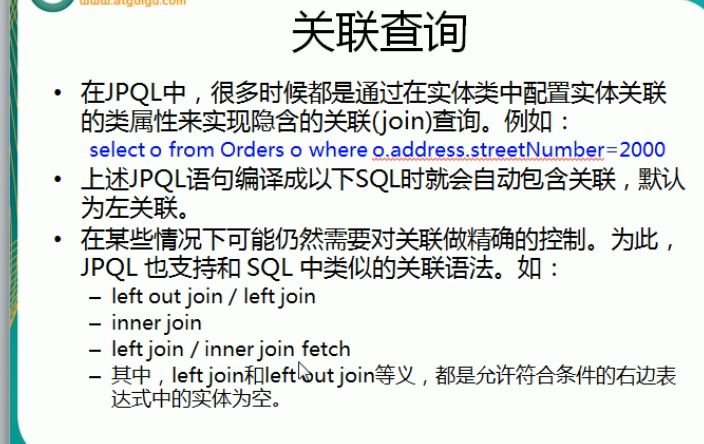 www.atguigu.com
关联查询
• 在JPQL中，很多时候都是通过在实体类中配置实体关联
的类属性来实现隐含的关联(join)查询。例如：
select o from Orders o where o.address.streetNumber=2000
• 上述JPQL语句编译成以下SQL时就会自动包含关联，默认
为左关联。
• 在某些情况下可能仍然需要对关联做精确的控制。为此，
JPQL 也支持和 SQL 中类似的关联语法。如：
– left out join / left join
– inner join
– left join / inner join fetch
– 其中，left join和left out join等义，都是允许符合条件的右边表
达式中的实体为空。